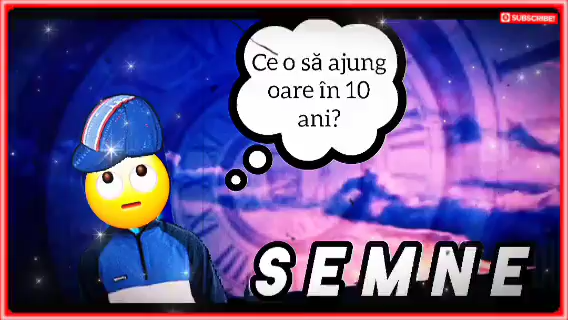 SUBSCRIBE!
Ce o să ajung
oare în 10
ani?
SEMNE